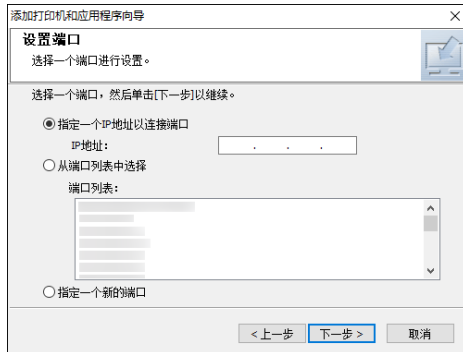 添加打印机和应用程序向导
设置端口
选择一个端口进行设置。
选择一个端口，然后单击[下一步]以继续。
指定一个IP地址以连接端口
IP地址：
. . .
从端口列表中选择
端口列表：
指定一个新的端口
<上一步 下一步> 取消